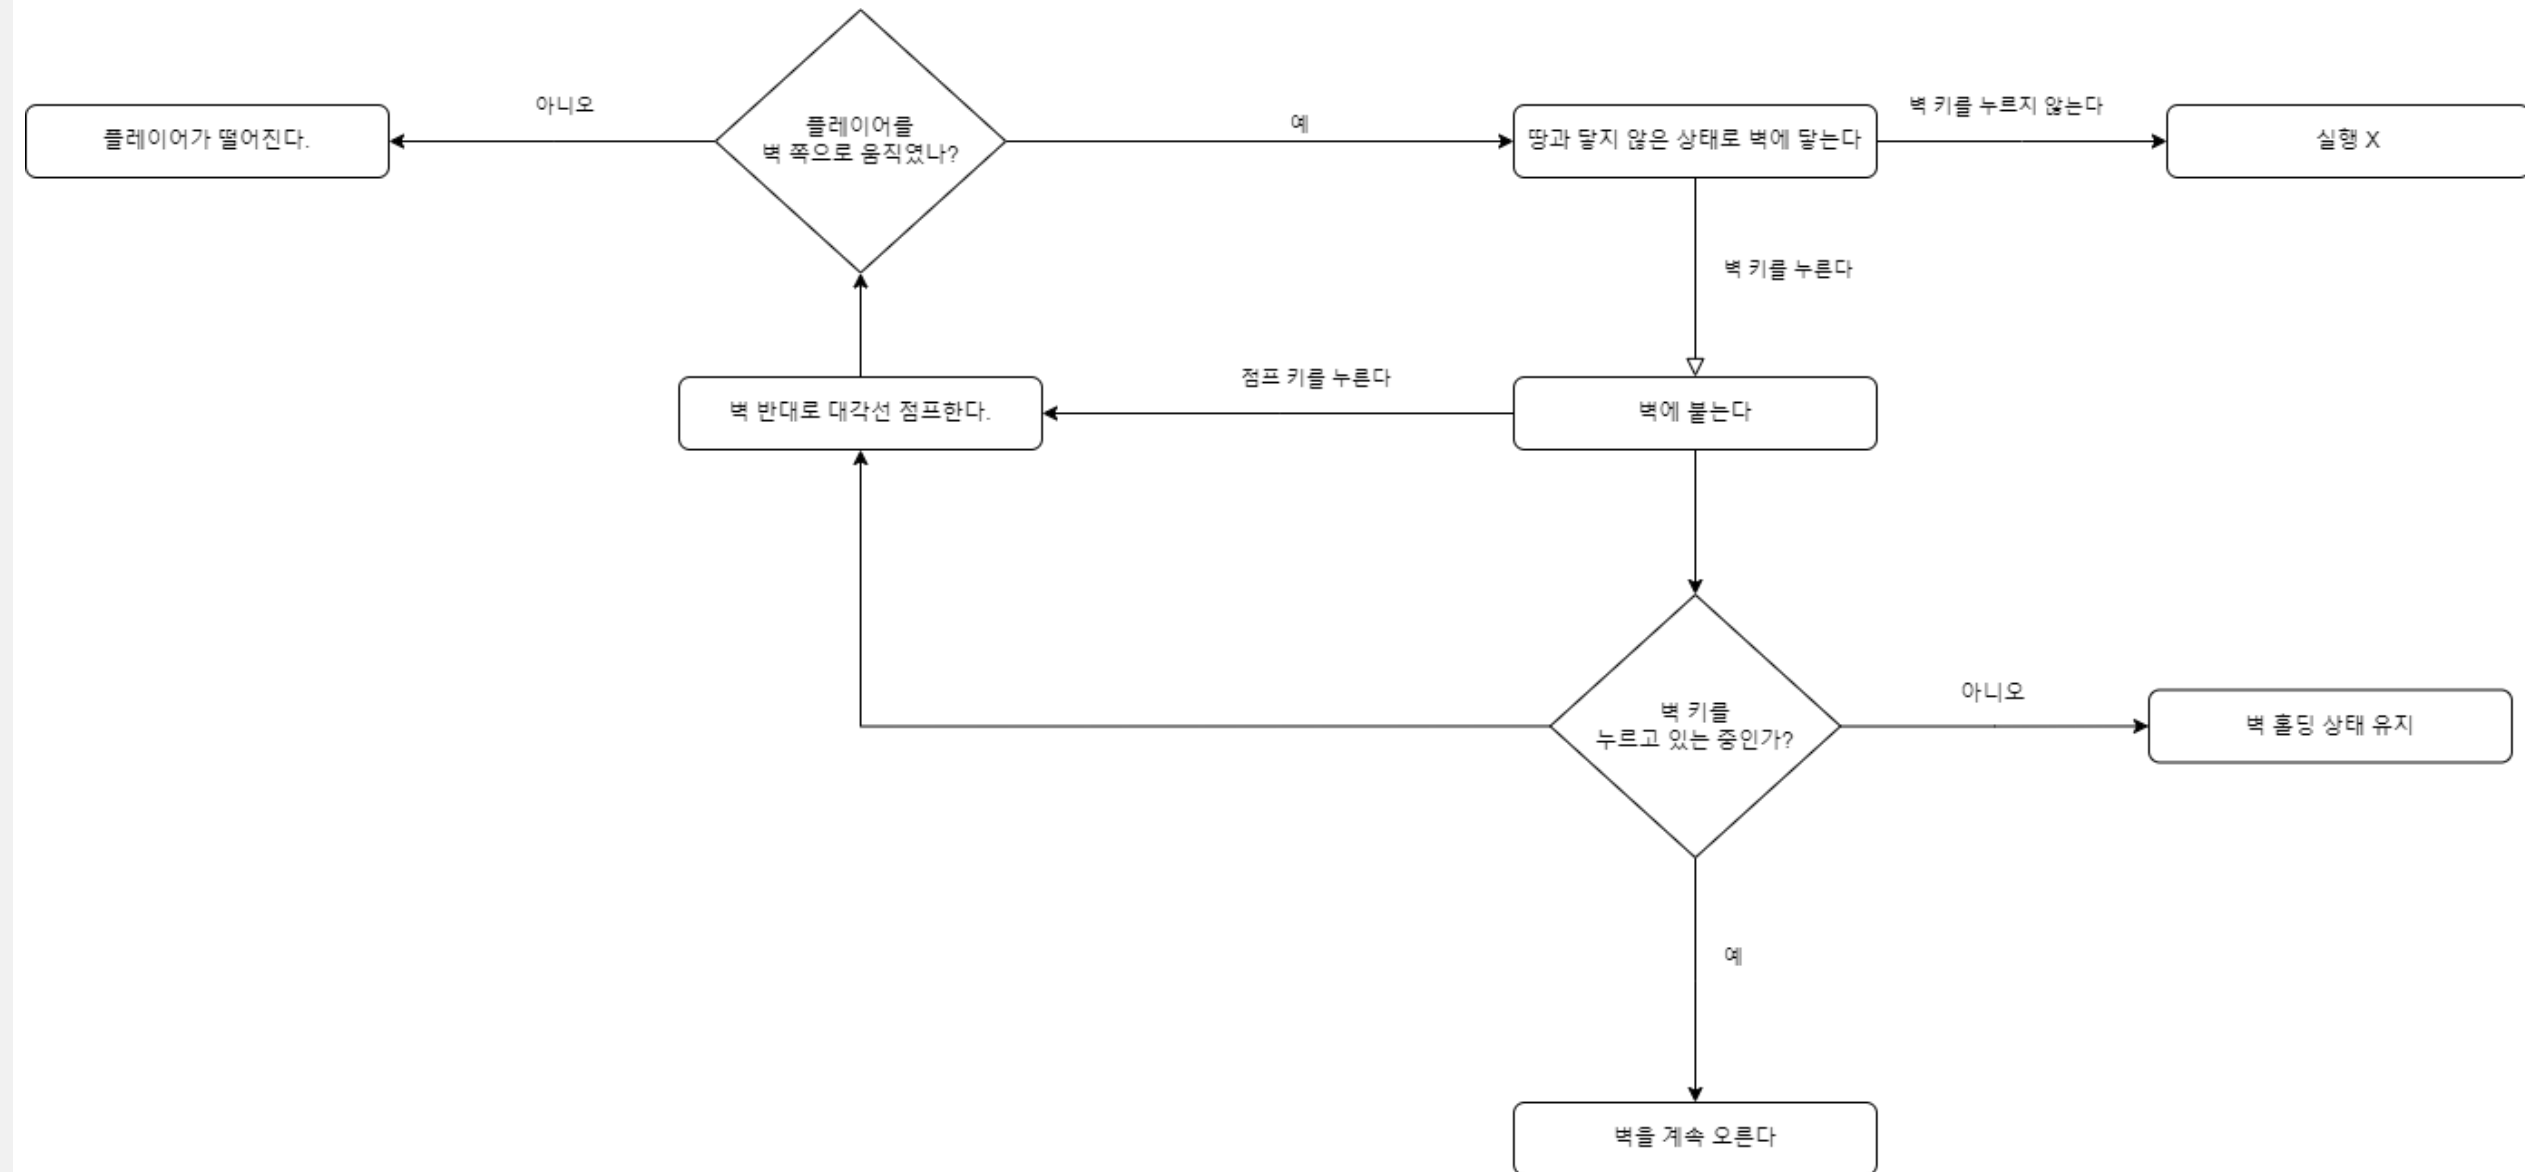 아니오
벽 키를 누르지 않는다
플레이어를
벽 쪽으로 움직였나?
예
플레이어가 떨어진다.
땅과 닿지 않은 상태로 벽에 닿는다
실행 X
벽 키를 누른다
점프 키를 누른다
벽 반대로 대각선 점프한다.
벽에 붙는다
벽 키를
누르고 있는 중인가?
아니오
벽 홀딩 상태 유지
예
벽을 계속 오른다